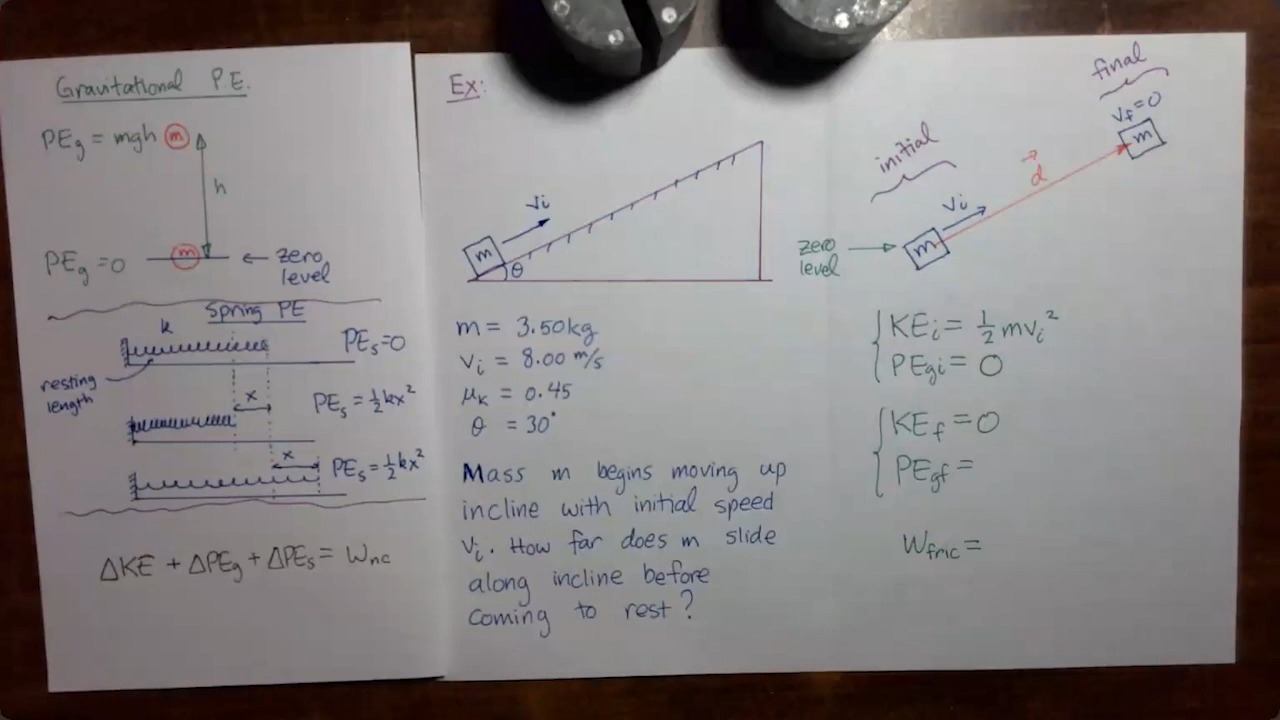 Gravitational P.E.
PEg = mgh
m
h
PEg = 0
m
← zero level
Spring PE
k
PEs = 0
resting length
x
PEs = ½kx²
x
PEs = ½kx²
ΔKE + ΔPEg + ΔPEs = Wnc
Ex:
vi
m
θ
m = 3.50 kg
vi = 8.00 m/s
μk = 0.45
θ = 30°
Mass m begins moving up
incline with initial speed
vi. How far does m slide
along incline before
coming to rest?
final
vf = 0
m
initial
d
vi
zero level →
m
KEi = ½mvi²
PEgi = 0
KEf = 0
PEgf =
Wfric =